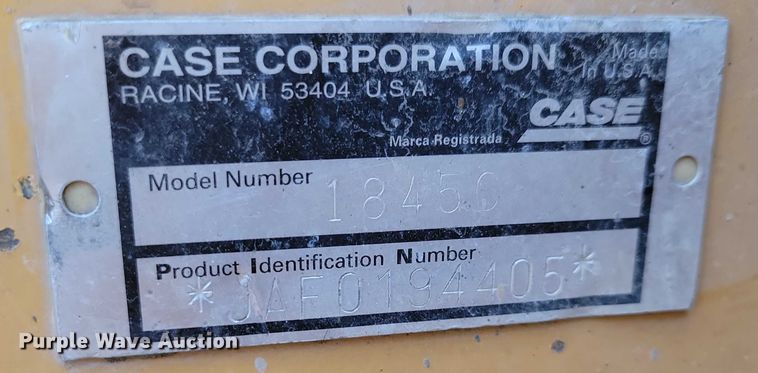 CASE CORPORATION
RACINE, WI 53404 U.S.A.
Made
In U.S.A.
CASE
®
Marca Registrada
Model Number
1845C
Product Identification Number
*JAF0194405*
Purple Wave Auction